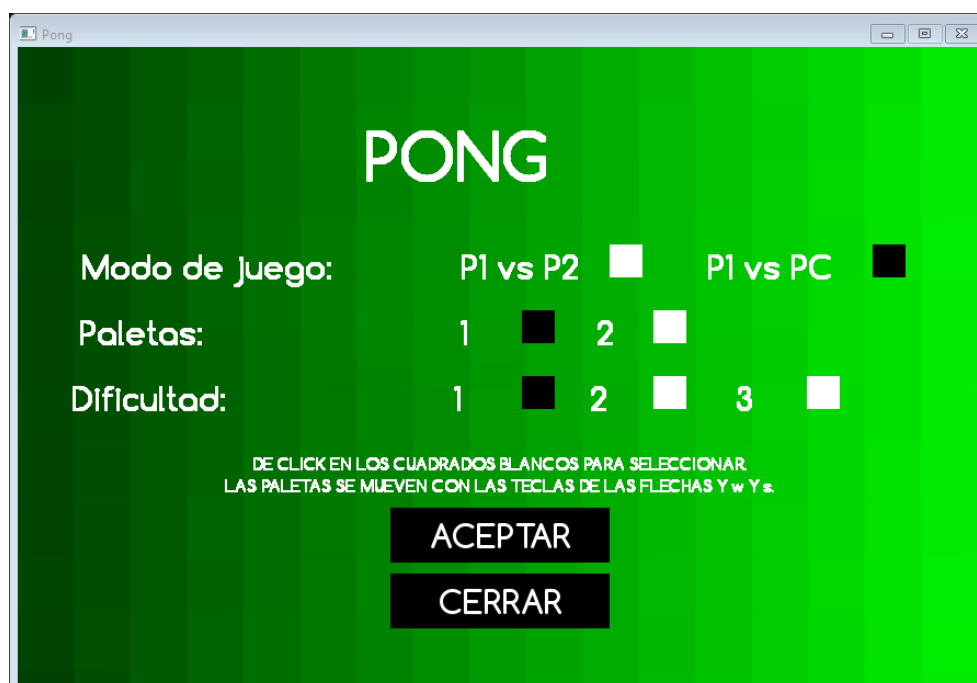 Pong
PONG
Modo de juego: P1 vs P2 P1 vs PC
Paletas: 1 2
Dificultad: 1 2 3
DE CLICK EN LOS CUADRADOS BLANCOS PARA SELECCIONAR
LAS PALETAS SE MUEVEN CON LAS TECLAS DE LAS FLECHAS Y w Y s.
ACEPTAR
CERRAR